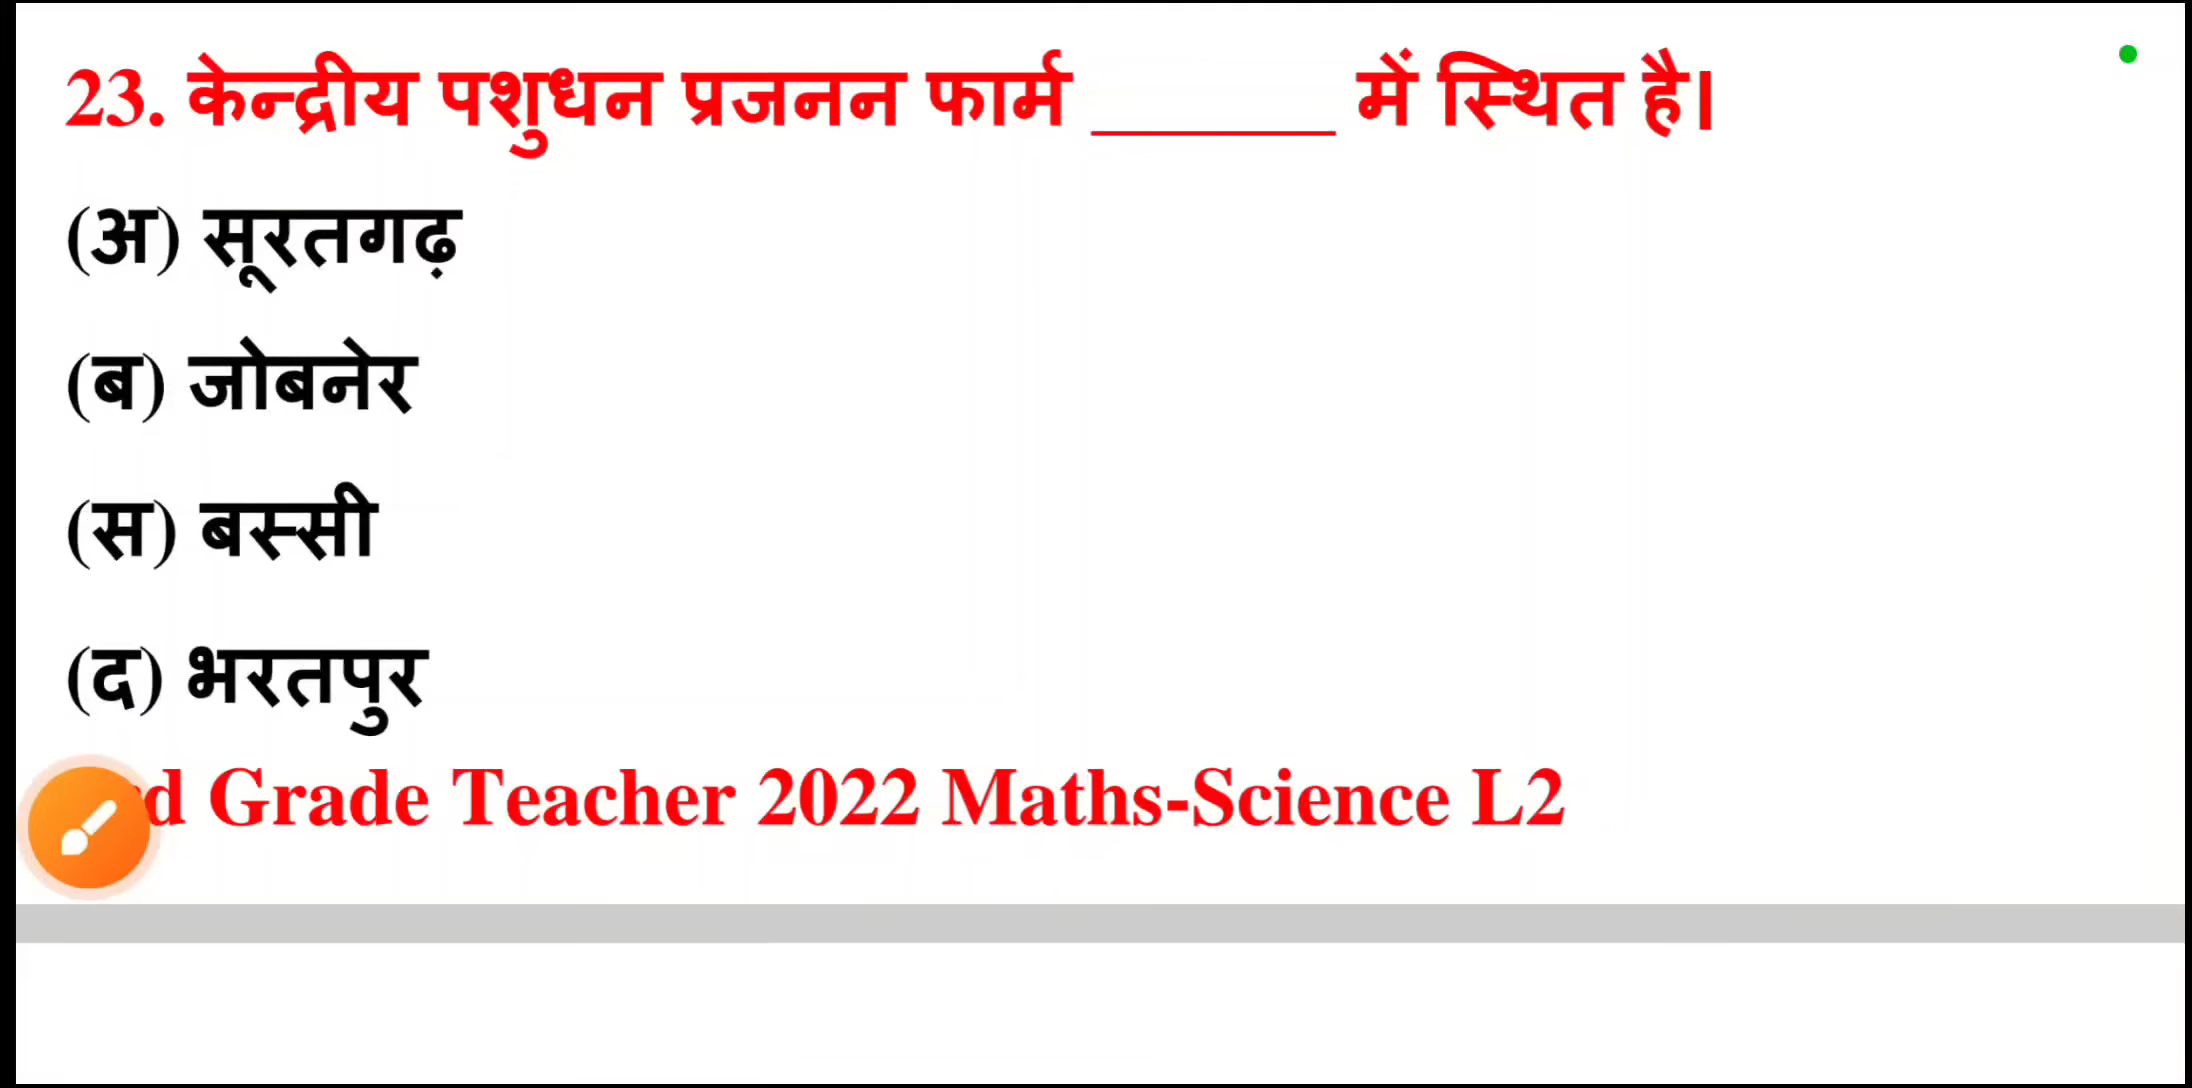 23. केन्द्रीय पशुधन प्रजनन फार्म ______ में स्थित है।
(अ) सूरतगढ़
(ब) जोबनेर
(स) बस्सी
(द) भरतपुर
Grade Teacher 2022 Maths-Science L2